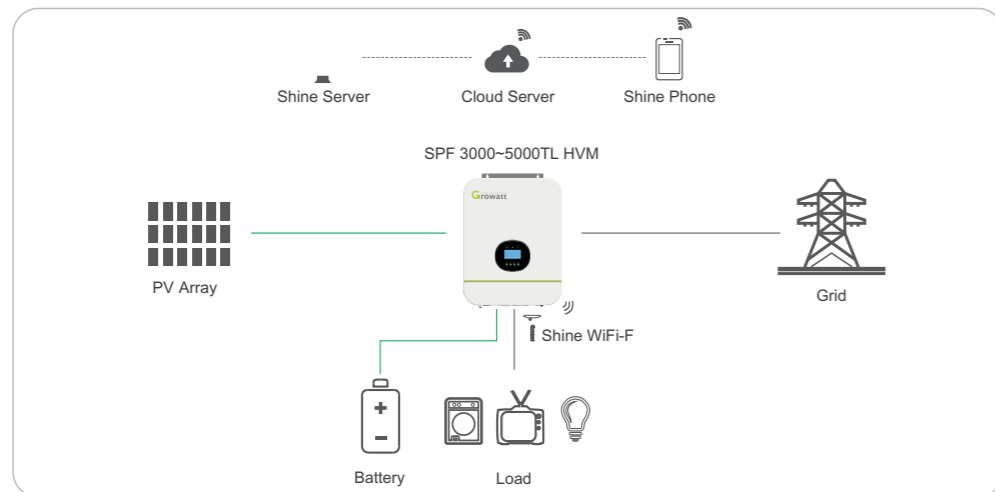 Shine Server
Cloud Server
Shine Phone
SPF 3000~5000TL HVM
Growatt
PV Array
Grid
Shine WiFi-F
Battery
Load